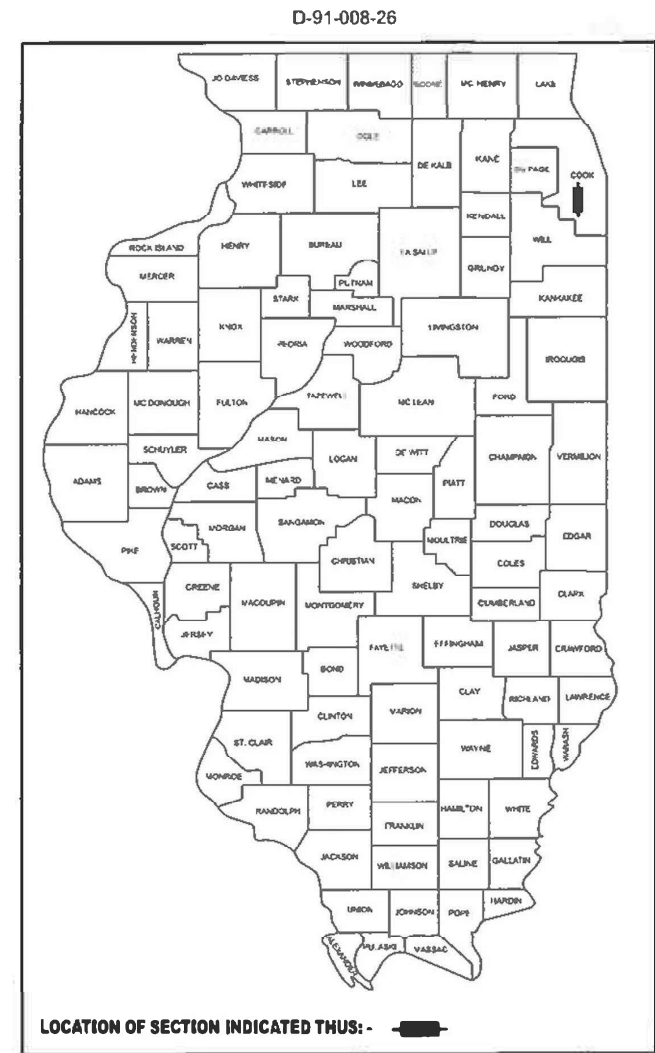 D-91-008-26
JO DAVIESS STEPHENSON WINNEBAGO BOONE MC HENRY LAKE
CARROLL OGLE DE KALB KANE DU PAGE COOK
WHITESIDE LEE KENDALL WILL
ROCK ISLAND HENRY BUREAU LA SALLE GRUNDY
MERCER PUTNAM KANKAKEE
HENDERSON WARREN KNOX STARK MARSHALL LIVINGSTON
PEORIA WOODFORD IROQUOIS
HANCOCK MC DONOUGH FULTON TAZEWELL MC LEAN FORD
SCHUYLER MASON LOGAN DE WITT CHAMPAIGN VERMILION
ADAMS BROWN CASS MENARD MACON PIATT
PIKE SCOTT MORGAN SANGAMON CHRISTIAN MOULTRIE DOUGLAS EDGAR
COLES
CALHOUN GREENE MACOUPIN MONTGOMERY SHELBY CUMBERLAND CLARK
JERSEY FAYETTE EFFINGHAM JASPER CRAWFORD
MADISON BOND CLAY RICHLAND LAWRENCE
CLINTON MARION
ST. CLAIR WAYNE EDWARDS WABASH
MONROE WASHINGTON JEFFERSON
RANDOLPH PERRY HAMILTON WHITE
FRANKLIN
JACKSON WILLIAMSON SALINE GALLATIN
UNION JOHNSON POPE HARDIN
ALEXANDER PULASKI MASSAC
LOCATION OF SECTION INDICATED THUS: -